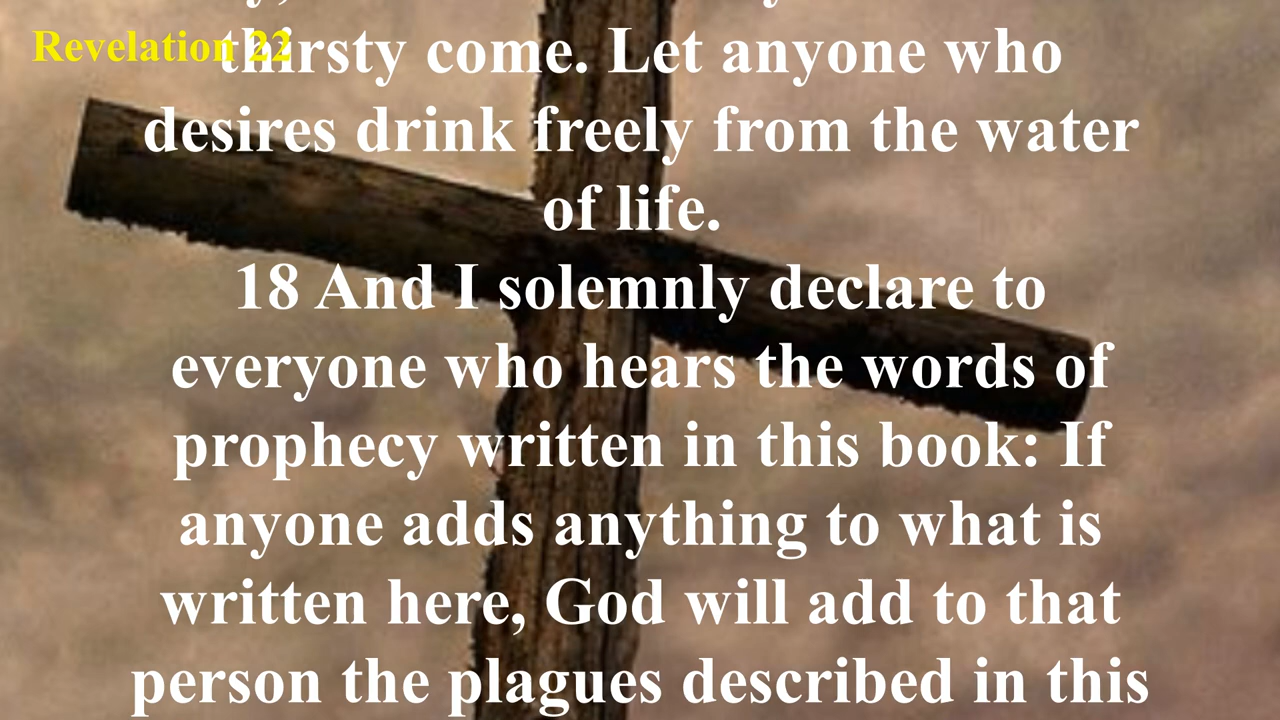 Revelation 22
thirsty come. Let anyone who
desires drink freely from the water
of life.
18 And I solemnly declare to
everyone who hears the words of
prophecy written in this book: If
anyone adds anything to what is
written here, God will add to that
person the plagues described in this